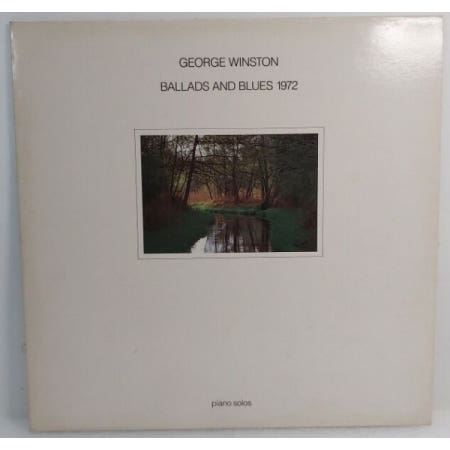 GEORGE WINSTON
BALLADS AND BLUES 1972
piano solos